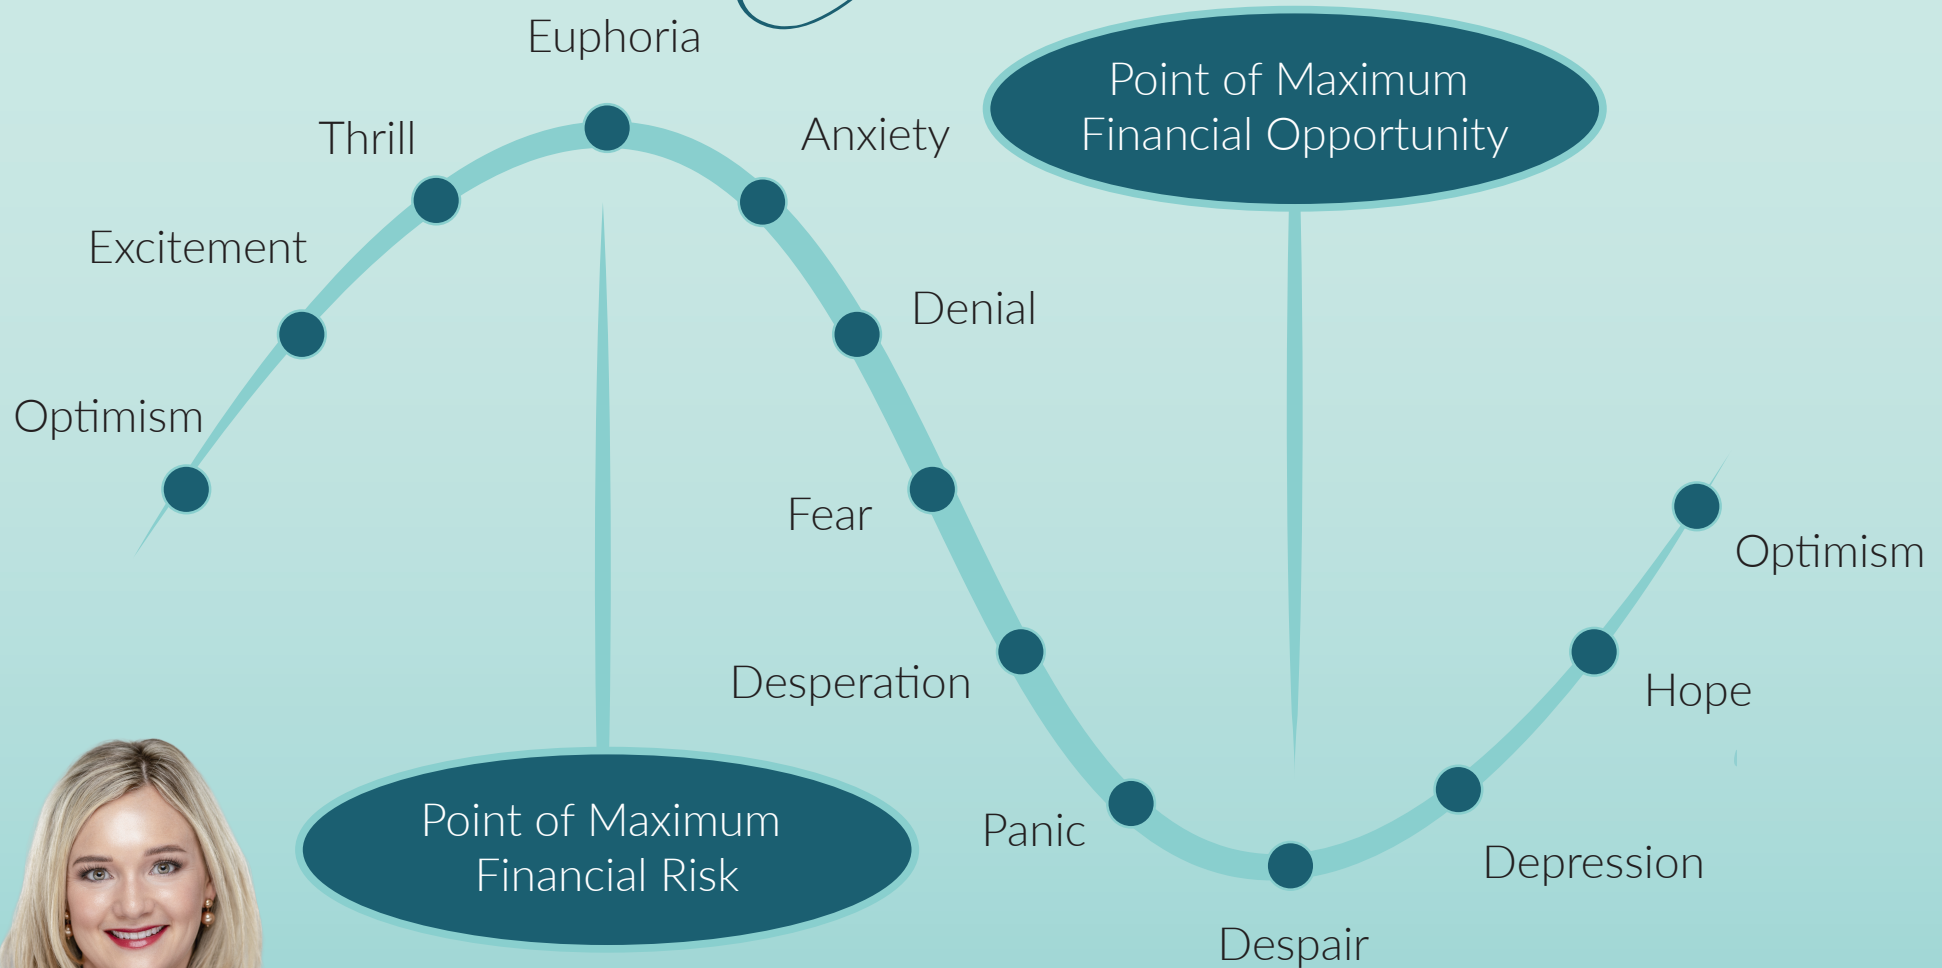 Euphoria
Thrill
Anxiety
Point of Maximum
Financial Opportunity
Excitement
Denial
Optimism
Fear
Optimism
Desperation
Hope
Point of Maximum
Financial Risk
Panic
Depression
Despair